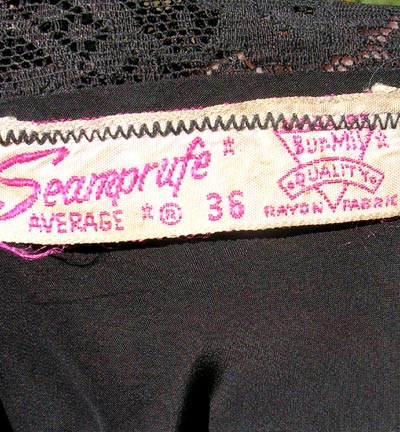 Seamprufe
AVERAGE ® 36
Bur-Mil
QUALITY
RAYON FABRIC